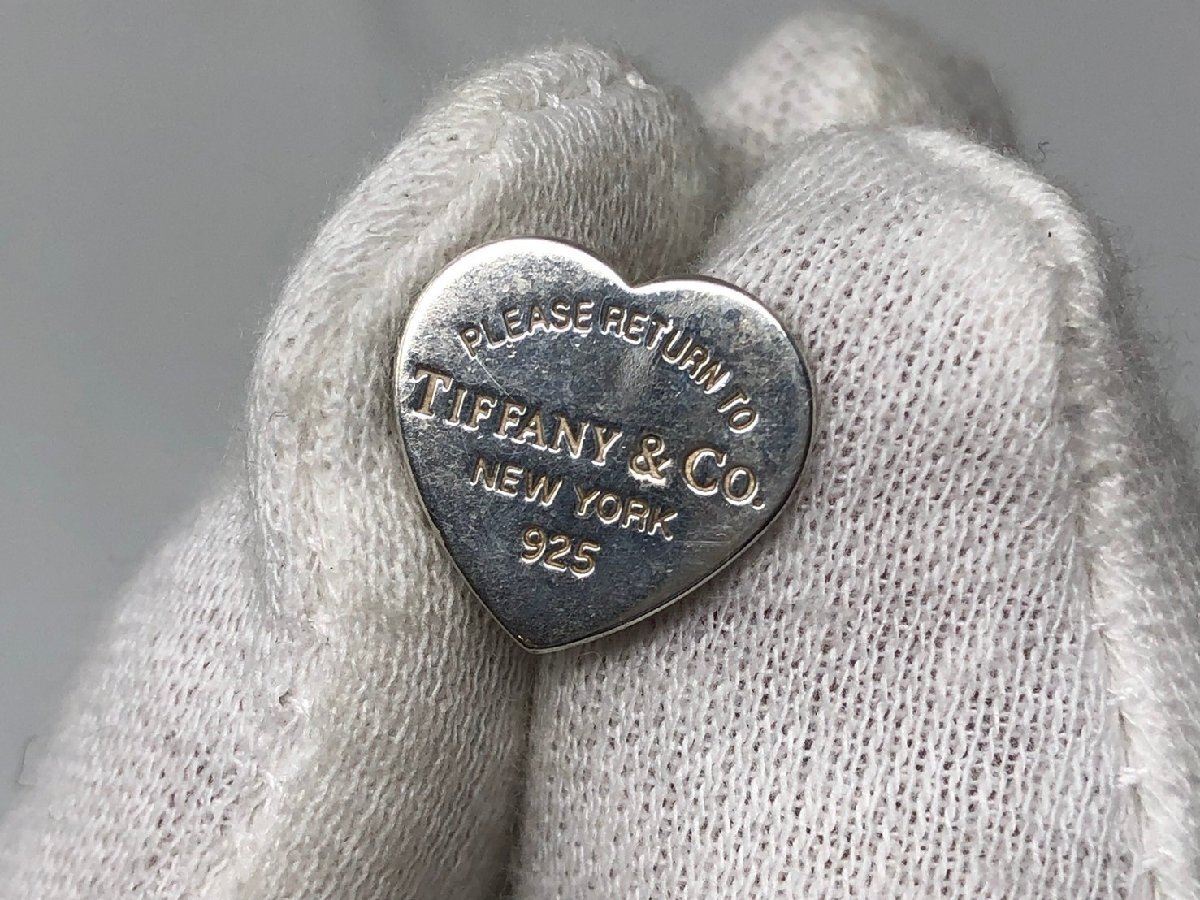 PLEASE RETURN TO
TIFFANY & CO.
NEW YORK
925